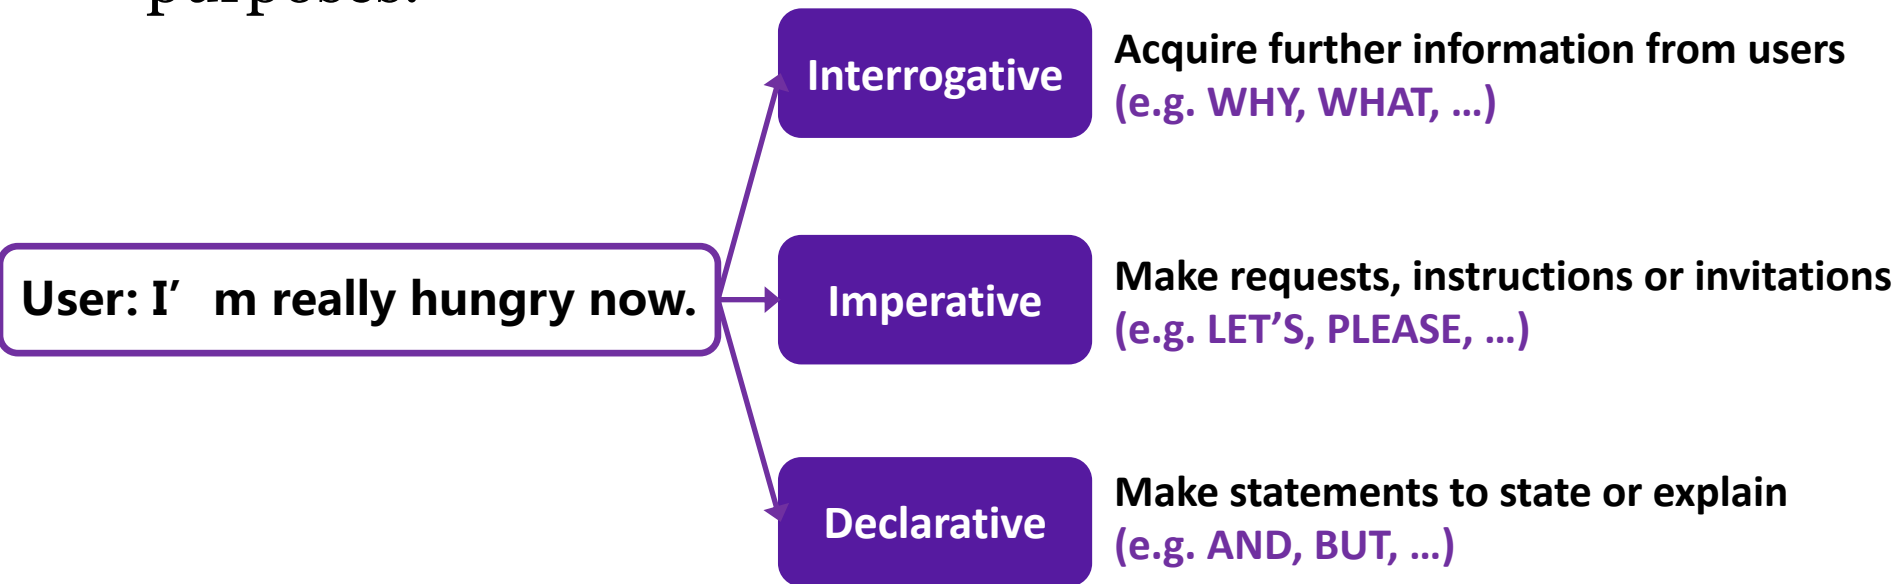 purposes.
Interrogative
Acquire further information from users
(e.g. WHY, WHAT, …)
User: I’ m really hungry now.
Imperative
Make requests, instructions or invitations
(e.g. LET’S, PLEASE, …)
Declarative
Make statements to state or explain
(e.g. AND, BUT, …)